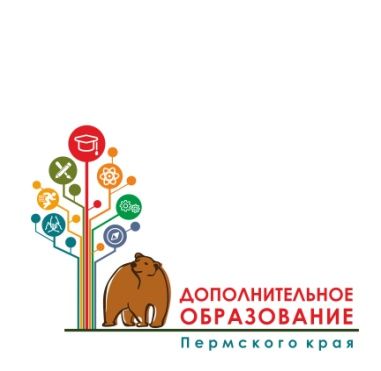 ДОПОЛНИТЕЛЬНОЕ
ОБРАЗОВАНИЕ
Пермского края